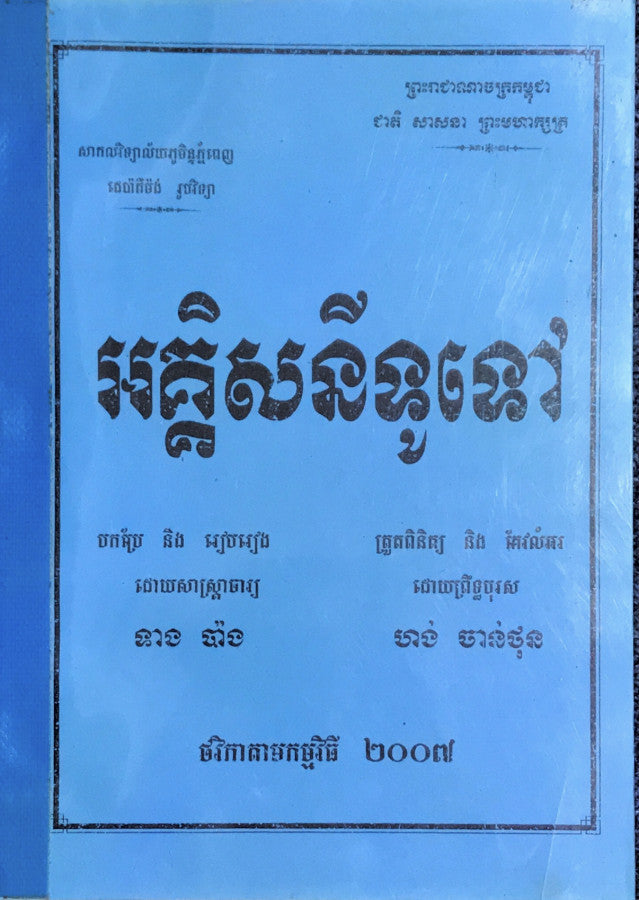 ព្រះរាជាណាចក្រកម្ពុជា
ជាតិ សាសនា ព្រះមហាក្សត្រ
សាកលវិទ្យាល័យភូមិន្ទភ្នំពេញ
ដេប៉ាតឺម៉ង់ រូបវិទ្យា
អគ្គិសនីទូទៅ
បកប្រែ និង រៀបរៀង
ដោយសាស្ត្រាចារ្យ
ទាង ប៉ាង
ត្រួតពិនិត្យ និង កែលំអរ
ដោយព្រឹទ្ធបុរស
ហង់ ចាន់ថុន
ថវិកាតាមកម្មវិធី ២០០៧